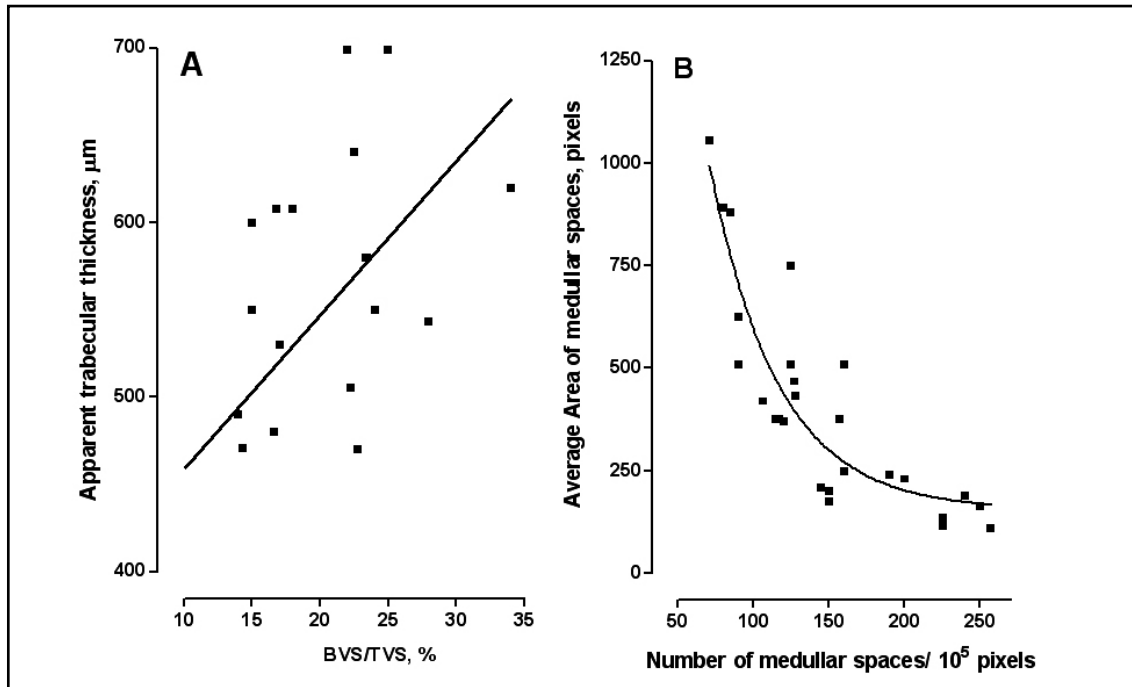 A
Apparent trabecular thickness, µm
700
600
500
400
10 15 20 25 30 35
BVS/TVS, %
B
Average Area of medullar spaces, pixels
1250
1000
750
500
250
0
50 100 150 200 250
Number of medullar spaces/ 10⁵ pixels